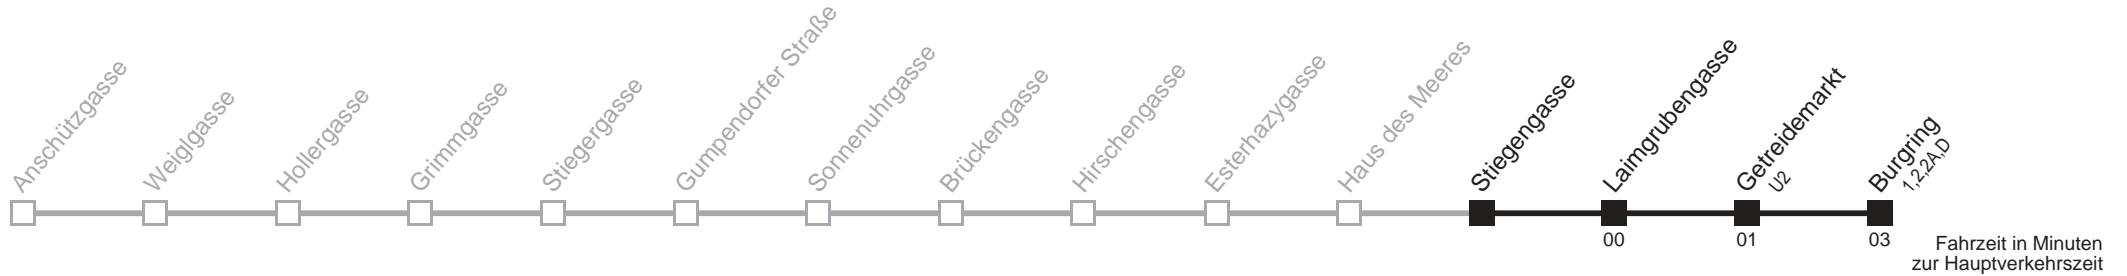 Anschützgasse
Weiglgasse
Hollergasse
Grimmgasse
Stiegergasse
Gumpendorfer Straße
Sonnenuhrgasse
Brückengasse
Hirschengasse
Esterhazygasse
Haus des Meeres
Stiegengasse
Laimgrubengasse
Getreidemarkt
U2
Burgring
1,2,2A,D
00
01
03
Fahrzeit in Minuten
zur Hauptverkehrszeit